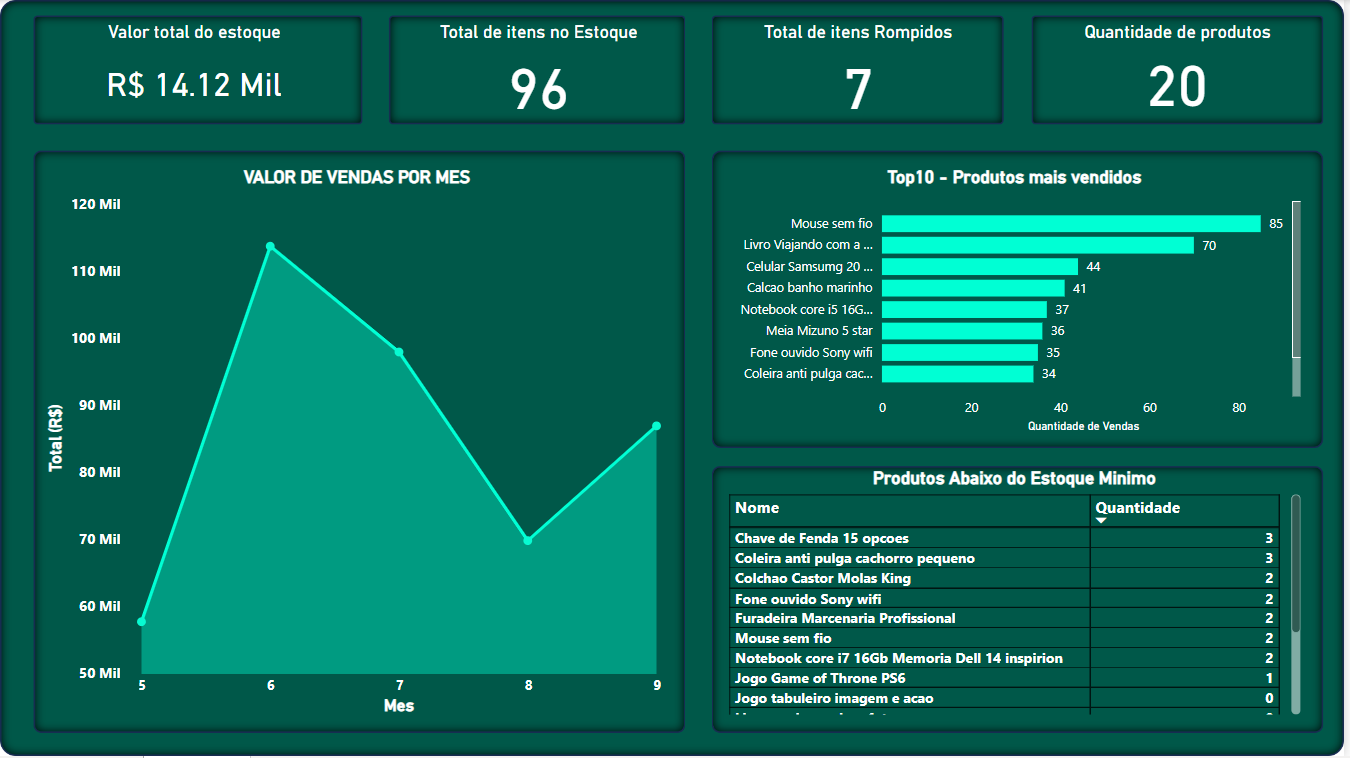 Valor total do estoque
R$ 14.12 Mil
Total de itens no Estoque
96
Total de itens Rompidos
7
Quantidade de produtos
20
VALOR DE VENDAS POR MES
120 Mil
110 Mil
100 Mil
90 Mil
80 Mil
70 Mil
60 Mil
50 Mil
Total (R$)
5 6 7 8 9
Mes
Top10 - Produtos mais vendidos
Mouse sem fio 85
Livro Viajando com a ... 70
Celular Samsumg 20 ... 44
Calcao banho marinho 41
Notebook core i5 16G... 37
Meia Mizuno 5 star 36
Fone ouvido Sony wifi 35
Coleira anti pulga cac... 34
0 20 40 60 80
Quantidade de Vendas
Produtos Abaixo do Estoque Minimo
Nome Quantidade
Chave de Fenda 15 opcoes 3
Coleira anti pulga cachorro pequeno 3
Colchao Castor Molas King 2
Fone ouvido Sony wifi 2
Furadeira Marcenaria Profissional 2
Mouse sem fio 2
Notebook core i7 16Gb Memoria Dell 14 inspirion 2
Jogo Game of Throne PS6 1
Jogo tabuleiro imagem e acao 0